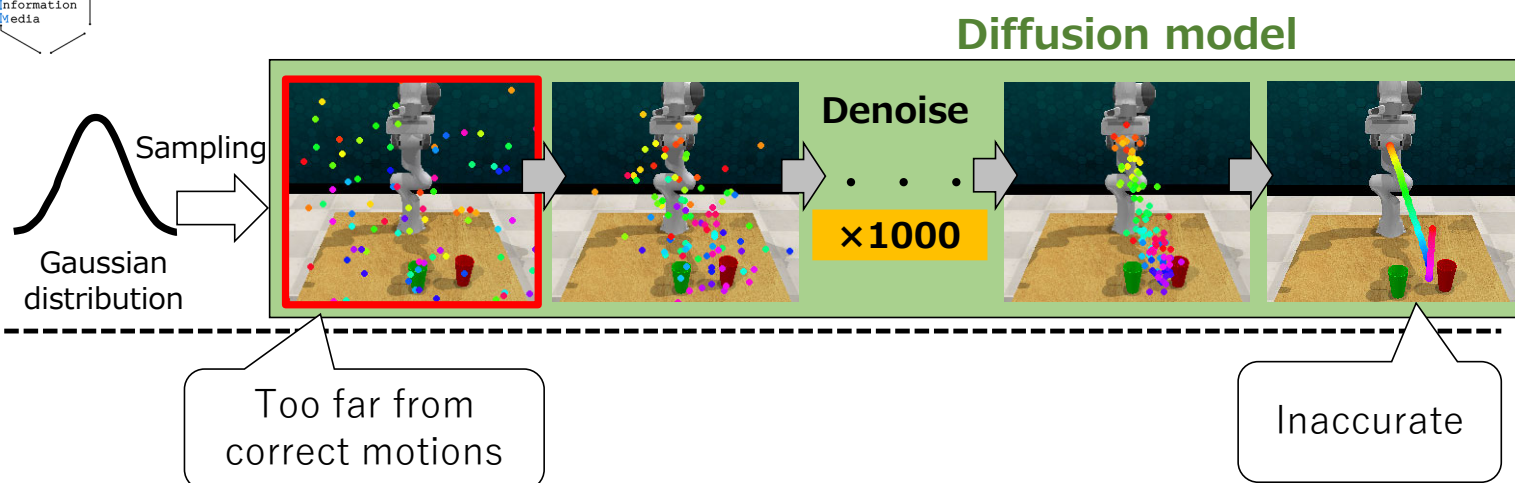 Information
Media
Diffusion model
Sampling
Denoise
. . .
×1000
Gaussian
distribution
Too far from
correct motions
Inaccurate